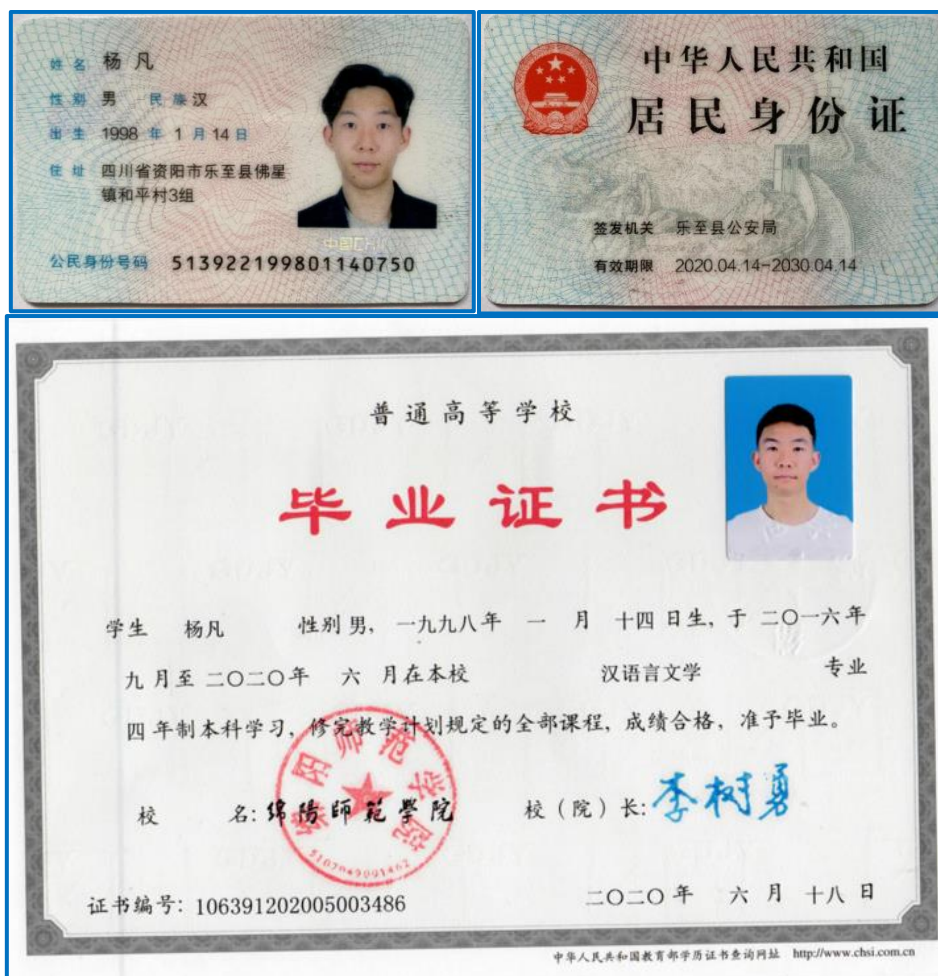 姓名 杨凡
性别 男 民族 汉
出生 1998 年 1 月 14 日
住址 四川省资阳市乐至县佛星
镇和平村3组
公民身份号码 513922199801140750
中华人民共和国
居民身份证
签发机关 乐至县公安局
有效期限 2020.04.14-2030.04.14
普通高等学校
毕业证书
学生 杨凡 性别 男, 一九九八年 一 月 十四 日生, 于 二〇一六年
九 月至 二〇二〇年 六 月在本校 汉语言文学 专业
四 年制本科学习, 修完教学计划规定的全部课程, 成绩合格, 准予毕业。
校 名: 绵陽師範學院 校（院）长: 李树勇
绵阳师范学院
证书编号: 106391202005003486
二〇二〇年 六 月 十八 日
中华人民共和国教育部学历证书查询网址 http://www.chsi.com.cn